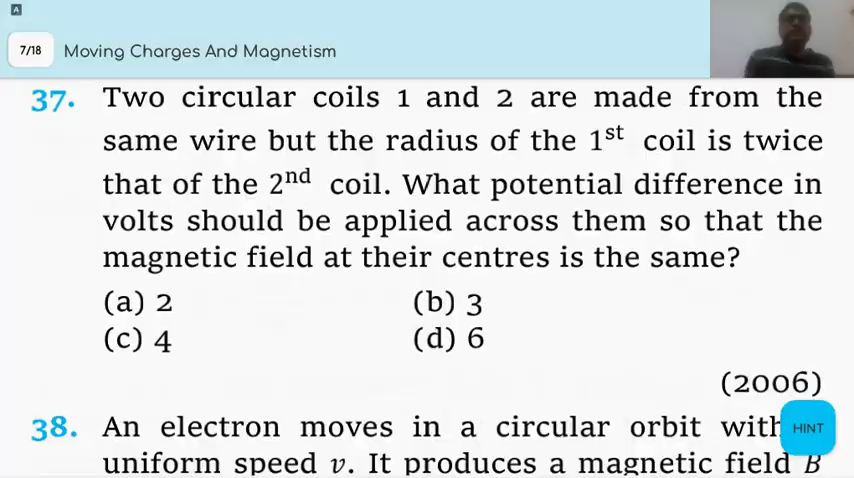 A
7/18 Moving Charges And Magnetism
37. Two circular coils 1 and 2 are made from the
same wire but the radius of the 1st coil is twice
that of the 2nd coil. What potential difference in
volts should be applied across them so that the
magnetic field at their centres is the same?
(a) 2 (b) 3
(c) 4 (d) 6
(2006)
38. An electron moves in a circular orbit with
HINT
uniform speed v. It produces a magnetic field B